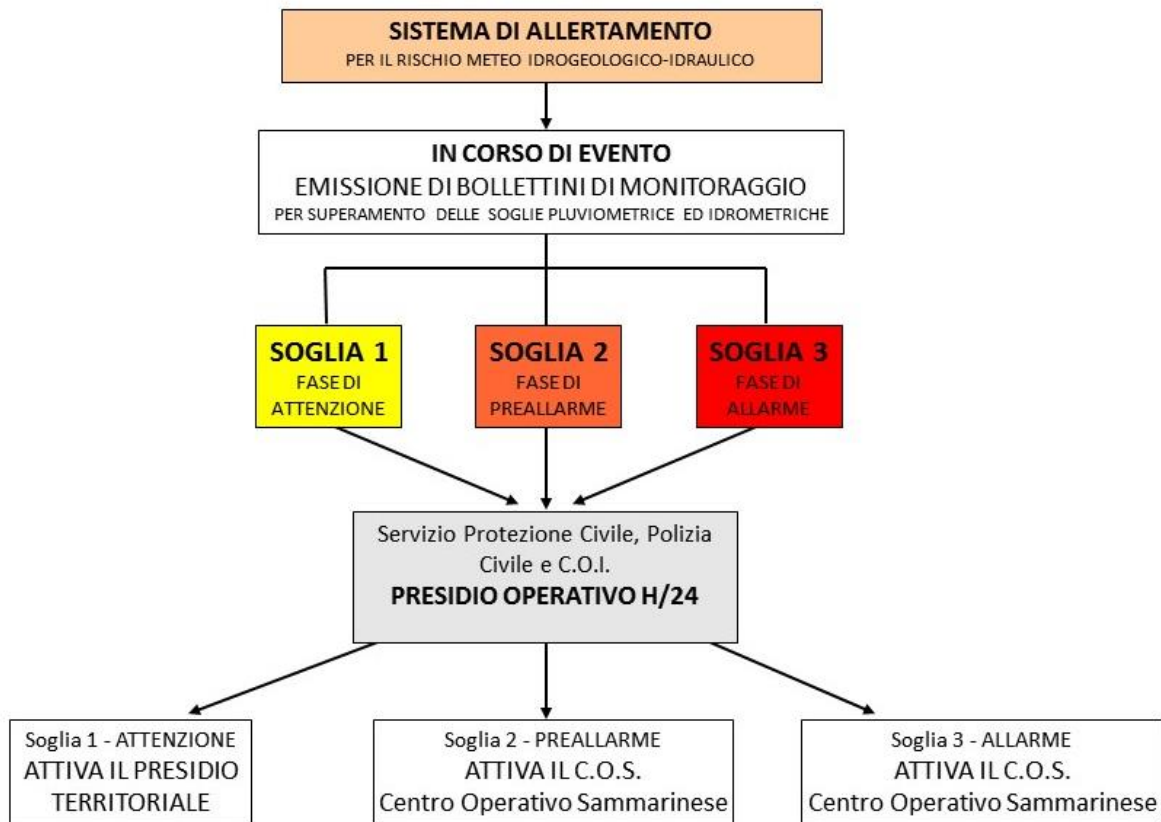 SISTEMA DI ALLERTAMENTO
PER IL RISCHIO METEO IDROGEOLOGICO-IDRAULICO
IN CORSO DI EVENTO
EMISSIONE DI BOLLETTINI DI MONITORAGGIO
PER SUPERAMENTO DELLE SOGLIE PLUVIOMETRICE ED IDROMETRICHE
SOGLIA 1
FASE DI
ATTENZIONE
SOGLIA 2
FASE DI
PREALLARME
SOGLIA 3
FASE DI
ALLARME
Servizio Protezione Civile, Polizia
Civile e C.O.I.
PRESIDIO OPERATIVO H/24
Soglia 1 - ATTENZIONE
ATTIVA IL PRESIDIO
TERRITORIALE
Soglia 2 - PREALLARME
ATTIVA IL C.O.S.
Centro Operativo Sammarinese
Soglia 3 - ALLARME
ATTIVA IL C.O.S.
Centro Operativo Sammarinese